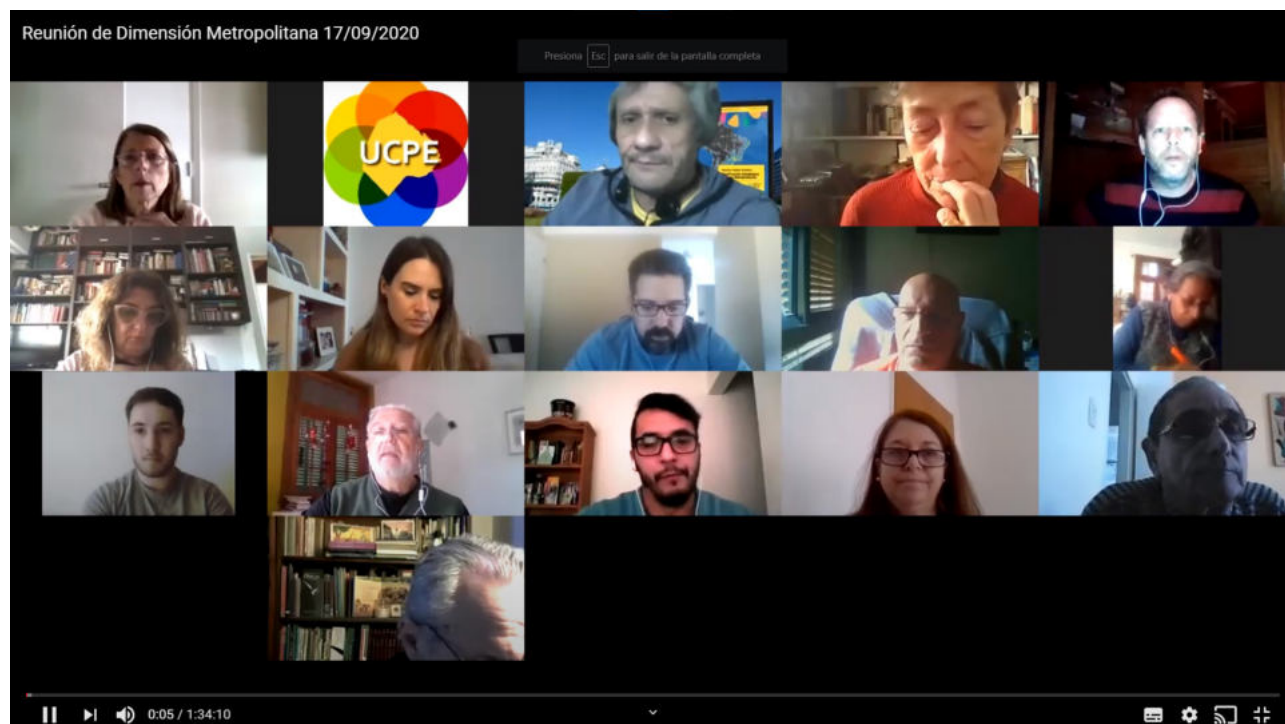 Reunión de Dimensión Metropolitana 17/09/2020
Presiona Esc para salir de la pantalla completa
UCPE
0:05 / 1:34:10